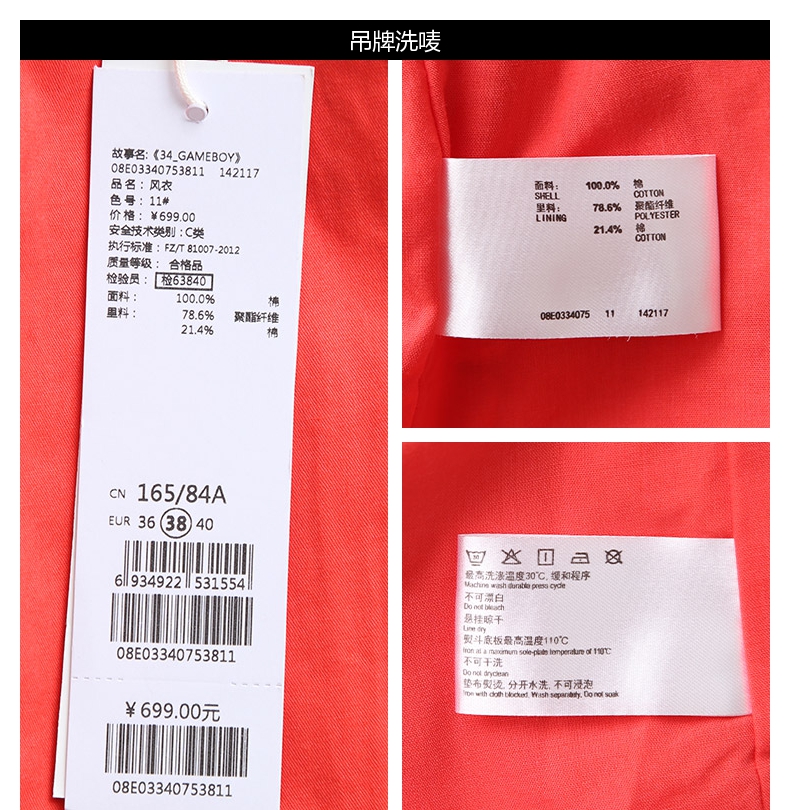 吊牌洗唛
故事名:《34_GAMEBOY》
08E03340753811 142117
品 名: 风衣
色 号: 11#
价 格: ￥699.00
安全技术类别: C类
执行标准: FZ/T 81007-2012
质量等级: 合格品
检验员: 检63840
面料: 100.0% 棉
里料: 78.6% 聚酯纤维
21.4% 棉
CN 165/84A
EUR 36 38 40
6 934922 531554
08E03340753811
￥699.00元
08E03340753811
面料: 100.0% 棉
SHELL COTTON
里料: 78.6% 聚酯纤维
LINING POLYESTER
21.4% 棉
COTTON
08E0334075 11 142117
最高洗涤温度30℃, 缓和程序
Machine wash durable press cycle
不可漂白
Do not bleach
悬挂晾干
Line dry
熨斗底板最高温度110℃
Iron at a maximum sole-plate temperature of 110℃
不可干洗
Do not dryclean
垫布熨烫, 分开水洗, 不可浸泡
Iron with cloth blocked, Wash separately, Do not soak